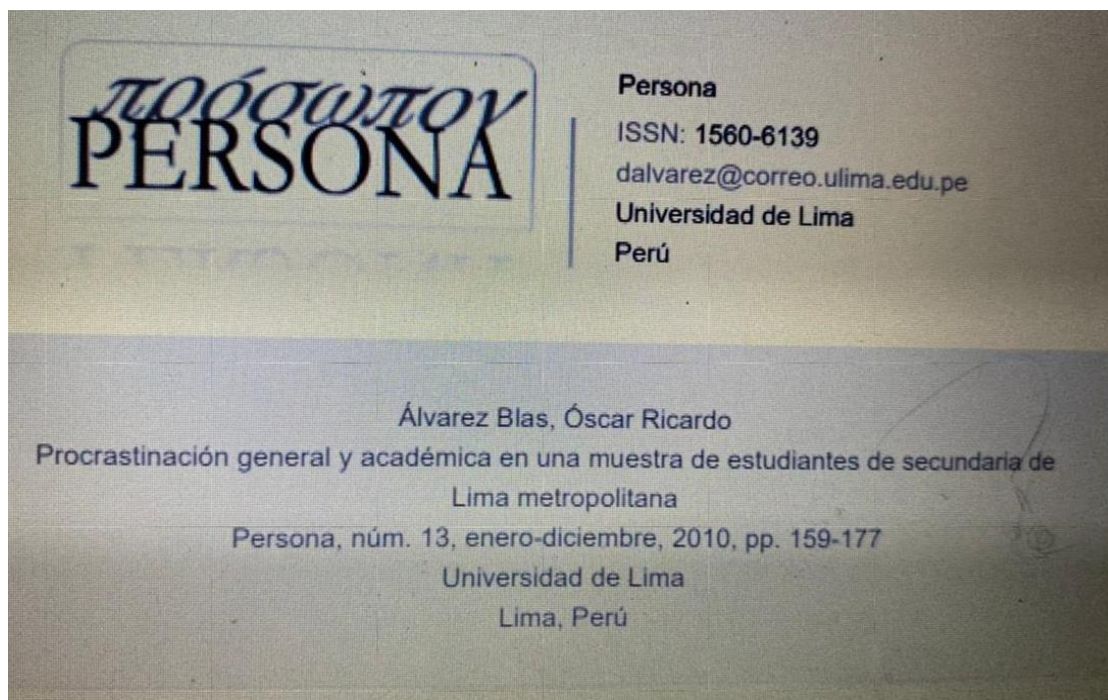 πρόσωπον
PERSONA
Persona
ISSN: 1560-6139
dalvarez@correo.ulima.edu.pe
Universidad de Lima
Perú
Álvarez Blas, Óscar Ricardo
Procrastinación general y académica en una muestra de estudiantes de secundaria de
Lima metropolitana
Persona, núm. 13, enero-diciembre, 2010, pp. 159-177
Universidad de Lima
Lima, Perú